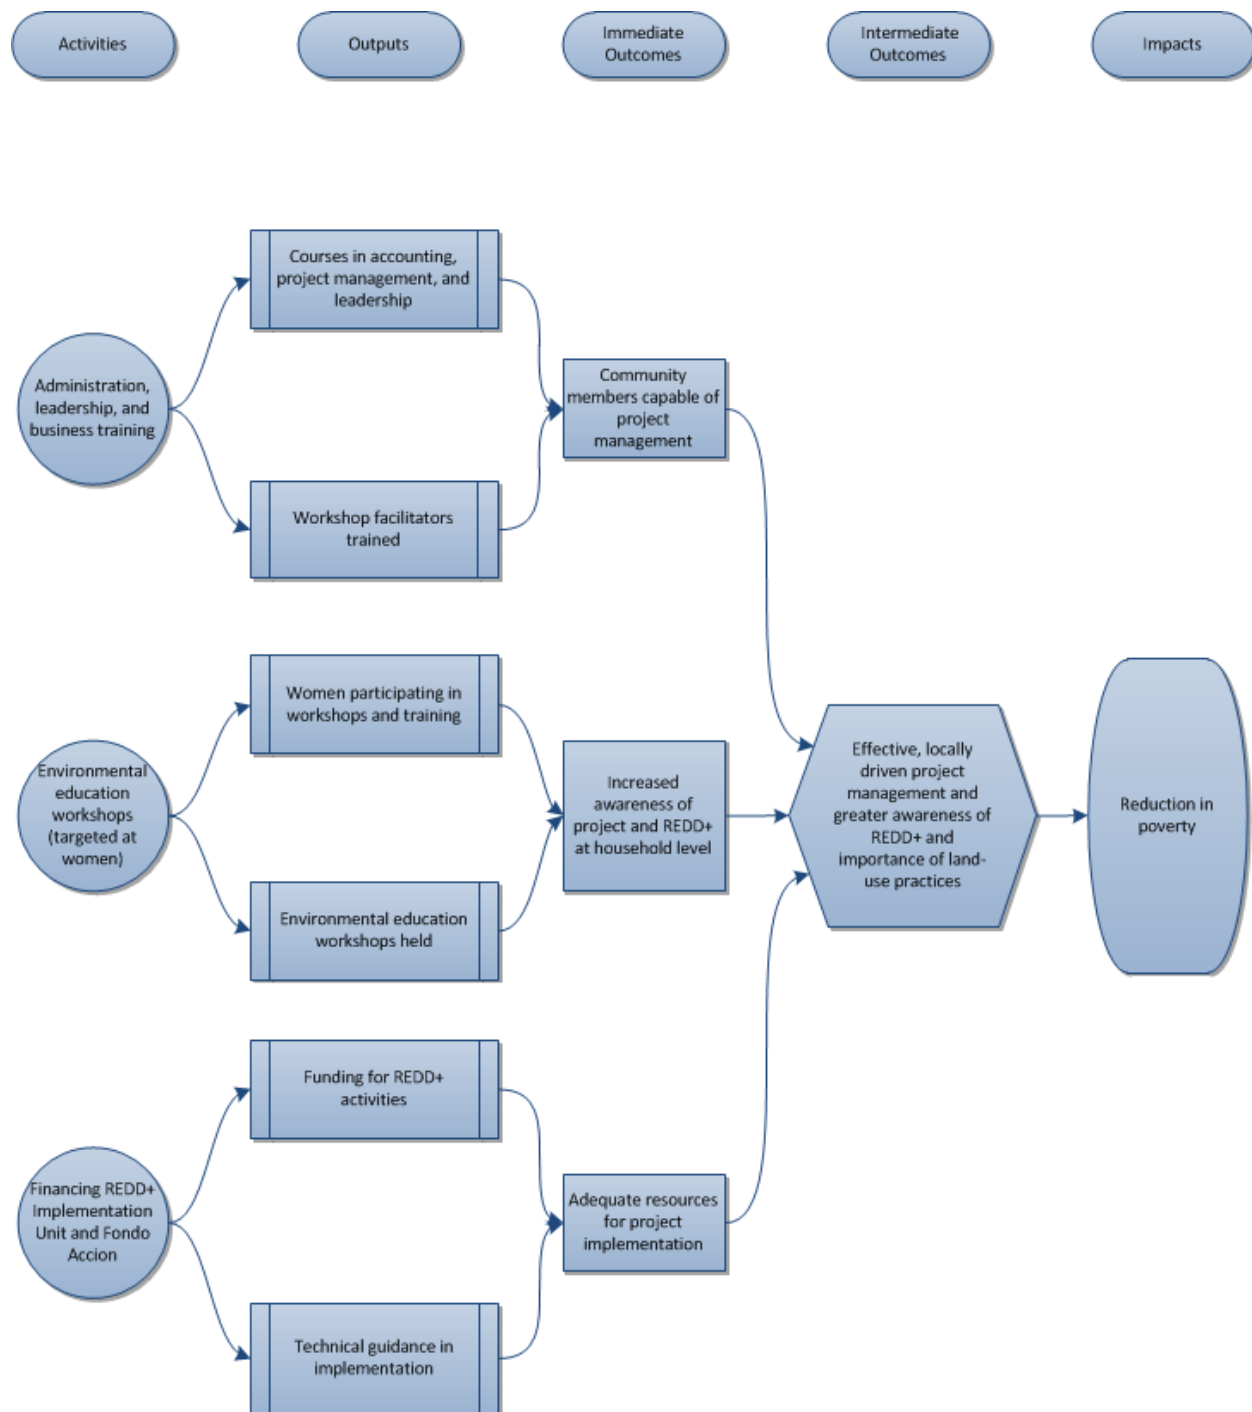 Activities
Outputs
Immediate
Outcomes
Intermediate
Outcomes
Impacts
Courses in accounting,
project management, and
leadership
Administration,
leadership, and
business training
Community
members capable of
project
management
Workshop facilitators
trained
Women participating in
workshops and training
Environmental
education
workshops
(targeted at
women)
Increased
awareness of
project and REDD+
at household level
Effective, locally
driven project
management and
greater awareness of
REDD+ and
importance of land-
use practices
Reduction in
poverty
Environmental education
workshops held
Funding for REDD+
activities
Financing REDD+
Implementation
Unit and Fondo
Accion
Adequate resources
for project
implementation
Technical guidance in
implementation